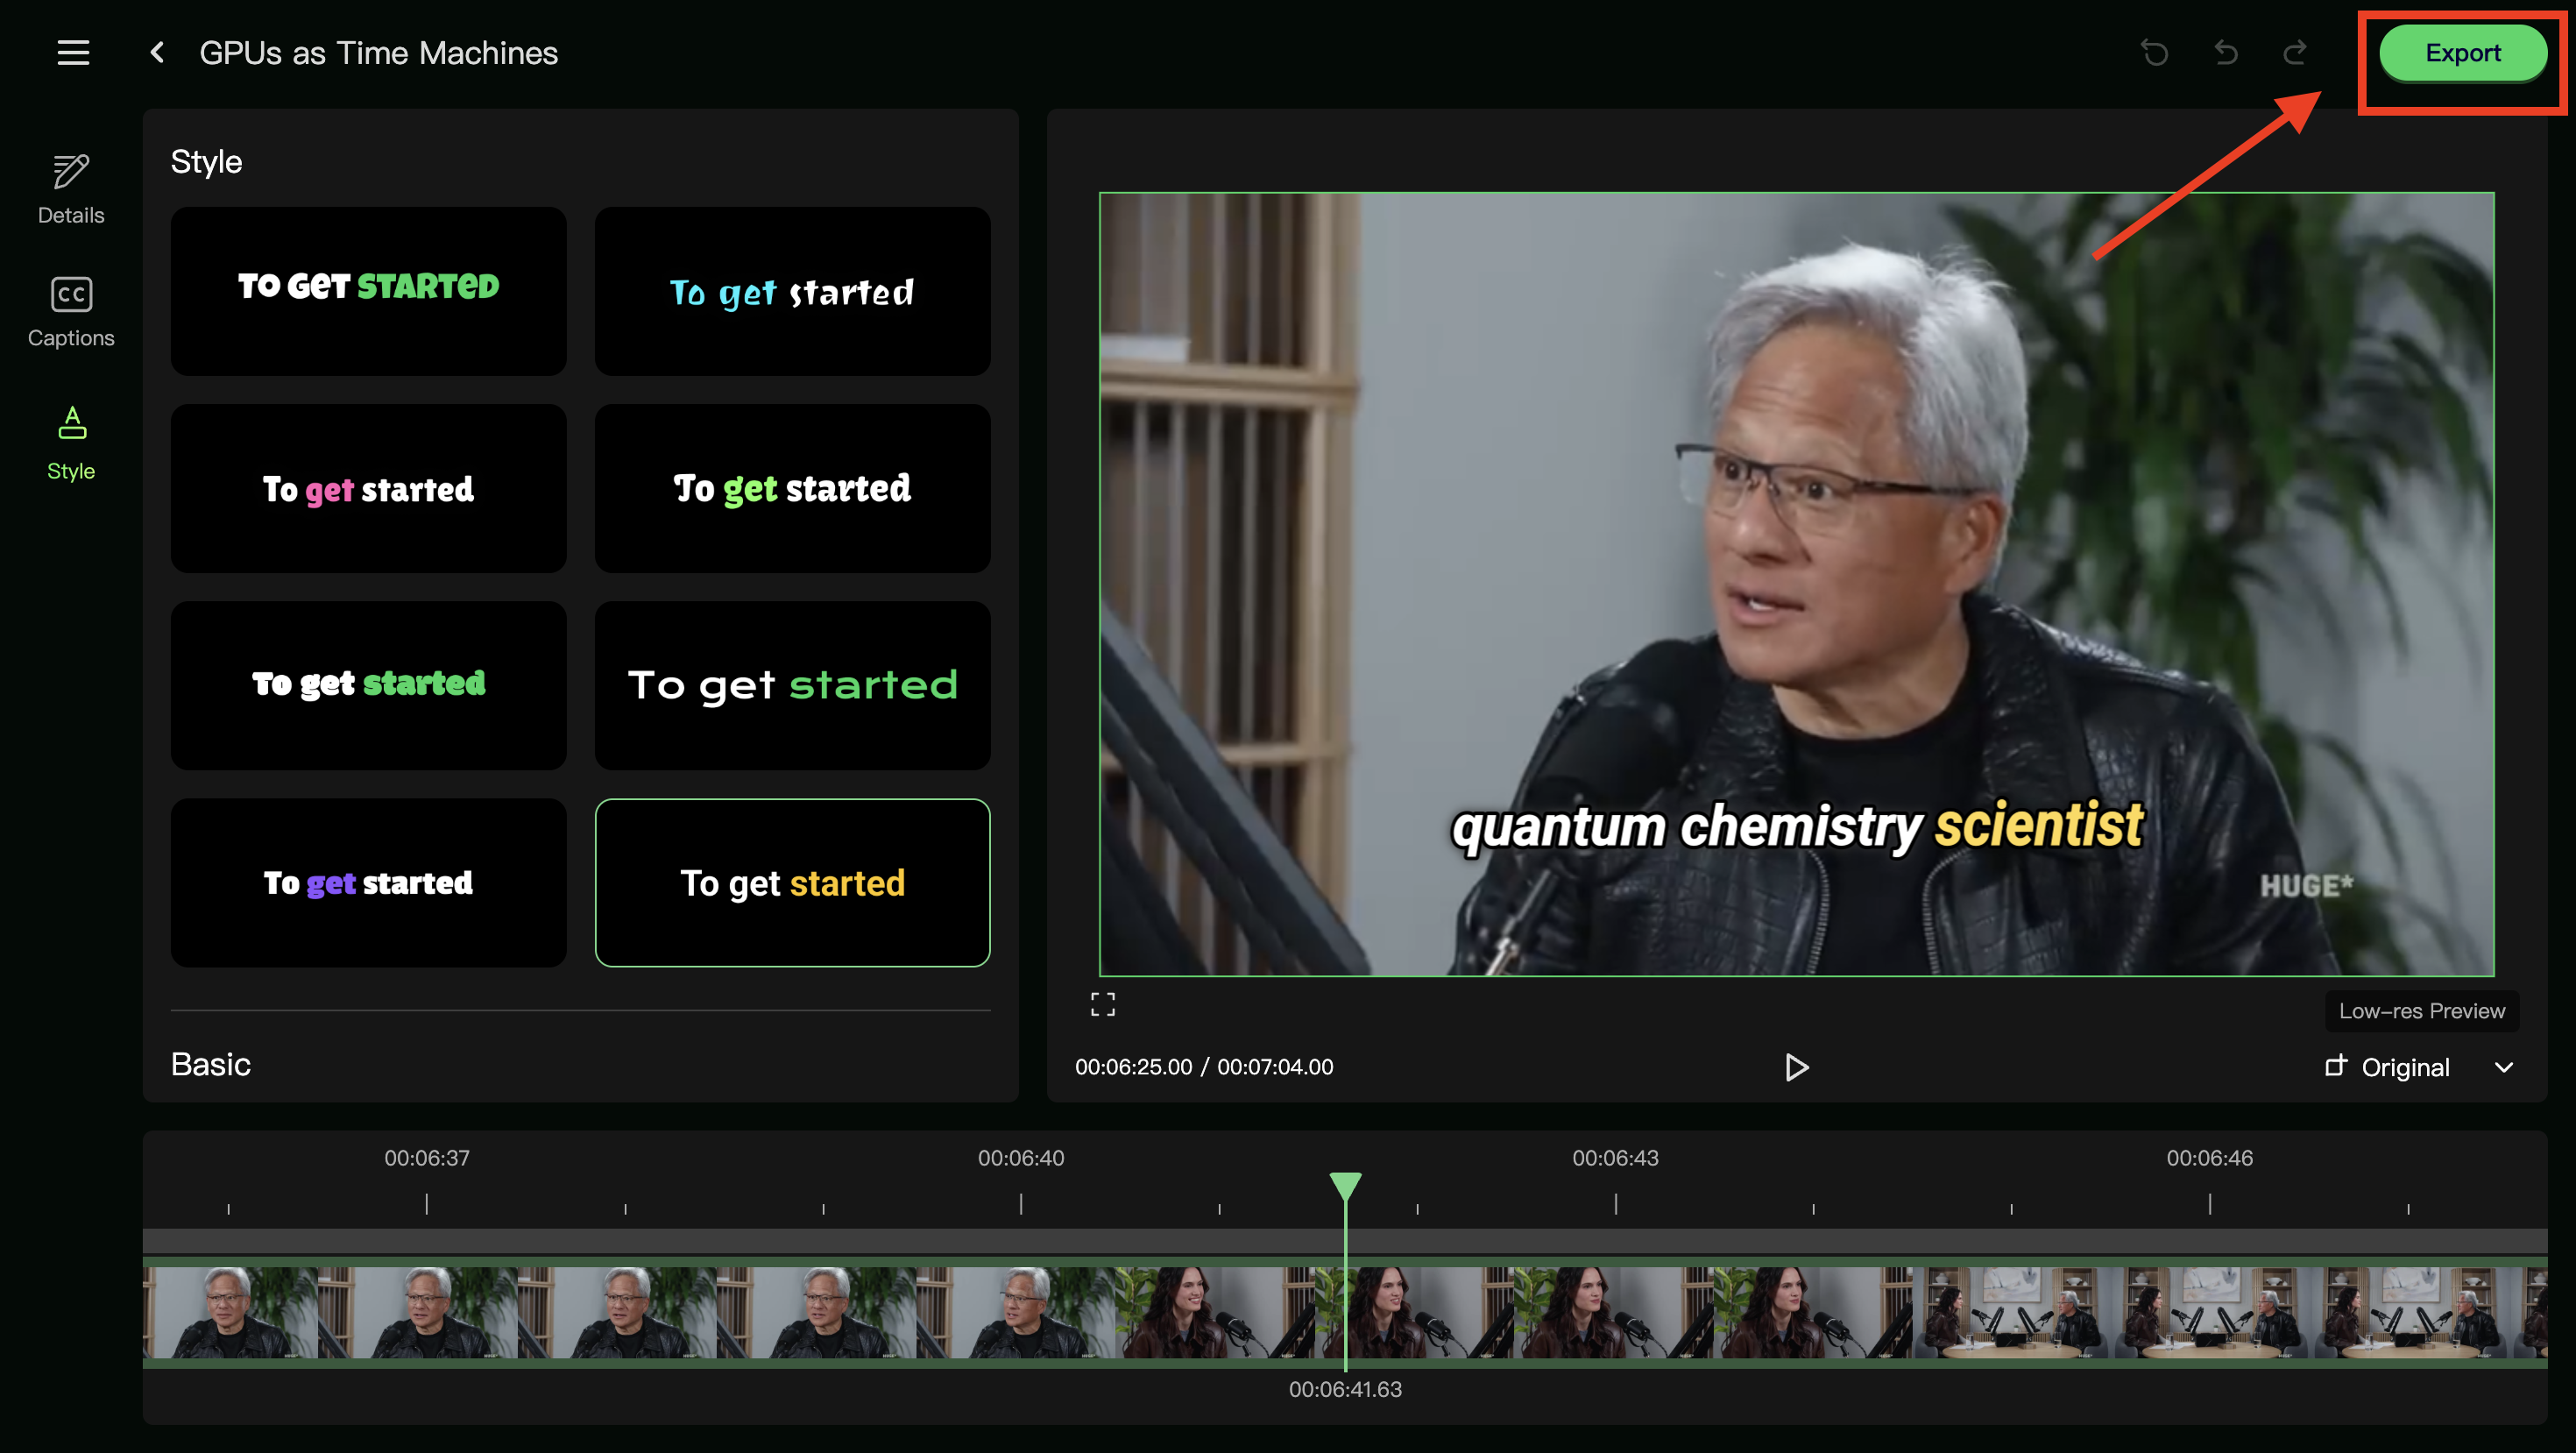 GPUs as Time Machines
Export
Details
CC
Captions
A
Style
Style
To Get STARTeD
To get started
To get started
To get started
To get started
To get started
To get started
To get started
Basic
quantum chemistry scientist
HUGE*
Low-res Preview
00:06:25.00 / 00:07:04.00
Original
00:06:37
00:06:40
00:06:43
00:06:46
00:06:41.63